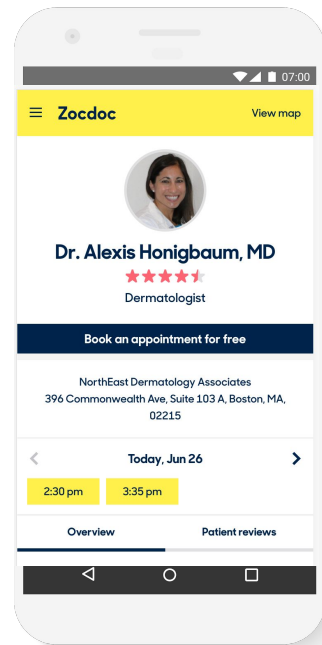 07:00
Zocdoc
View map
Dr. Alexis Honigbaum, MD
Dermatologist
Book an appointment for free
NorthEast Dermatology Associates
396 Commonwealth Ave, Suite 103 A, Boston, MA,
02215
Today, Jun 26
2:30 pm
3:35 pm
Overview
Patient reviews